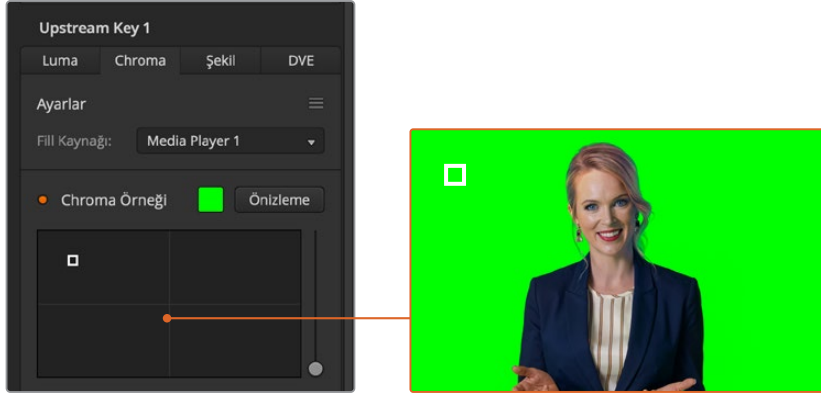 Upstream Key 1
Luma Chroma Şekil DVE
Ayarlar
Fill Kaynağı: Media Player 1
Chroma Örneği Önizleme